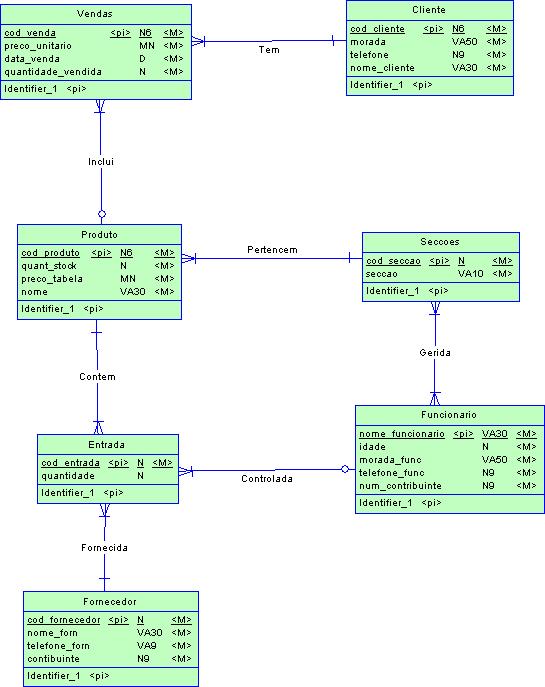 Vendas
cod_venda <pi> N6 <M>
preco_unitario MN <M>
data_venda D <M>
quantidade_vendida N <M>
Identifier_1 <pi>
Cliente
cod_cliente <pi> N6 <M>
morada VA50 <M>
telefone N9 <M>
nome_cliente VA30 <M>
Identifier_1 <pi>
Tem
Inclui
Produto
cod_produto <pi> N6 <M>
quant_stock N <M>
preco_tabela MN <M>
nome VA30 <M>
Identifier_1 <pi>
Pertencem
Seccoes
cod_seccao <pi> N <M>
seccao VA10 <M>
Identifier_1 <pi>
Gerida
Contem
Funcionario
nome_funcionario <pi> VA30 <M>
idade N <M>
morada_func VA50 <M>
telefone_func N9 <M>
num_contribuinte N9 <M>
Identifier_1 <pi>
Entrada
cod_entrada <pi> N <M>
quantidade N
Identifier_1 <pi>
Controlada
Fornecida
Fornecedor
cod_fornecedor <pi> N <M>
nome_forn VA30 <M>
telefone_forn VA9 <M>
contibuinte N9 <M>
Identifier_1 <pi>